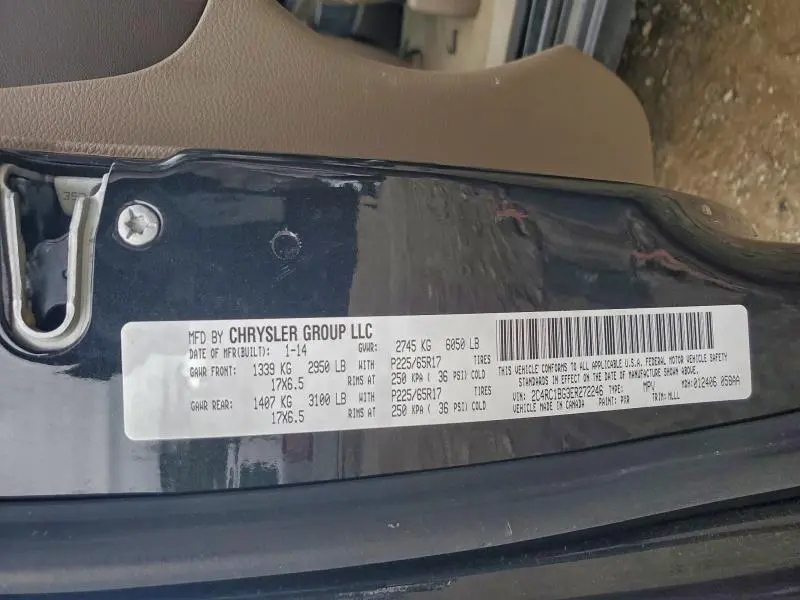 MFD BY CHRYSLER GROUP LLC
DATE OF MFR(BUILT): 1-14 GVWR: 2745 KG 6050 LB
GAWR FRONT: 1339 KG 2950 LB WITH P225/65R17 TIRES
17X6.5 RIMS AT 250 KPA ( 36 PSI) COLD
GAWR REAR: 1407 KG 3100 LB WITH P225/65R17 TIRES
17X6.5 RIMS AT 250 KPA ( 36 PSI) COLD
THIS VEHICLE CONFORMS TO ALL APPLICABLE U.S.A. FEDERAL MOTOR VEHICLE SAFETY
STANDARDS IN EFFECT ON THE DATE OF MANUFACTURE SHOWN ABOVE.
VIN: 2C4RC1BG3ER272246 TYPE: MPV MDH:012406 058AA
VEHICLE MADE IN CANADA PAINT: PXR TRIM: MLLL